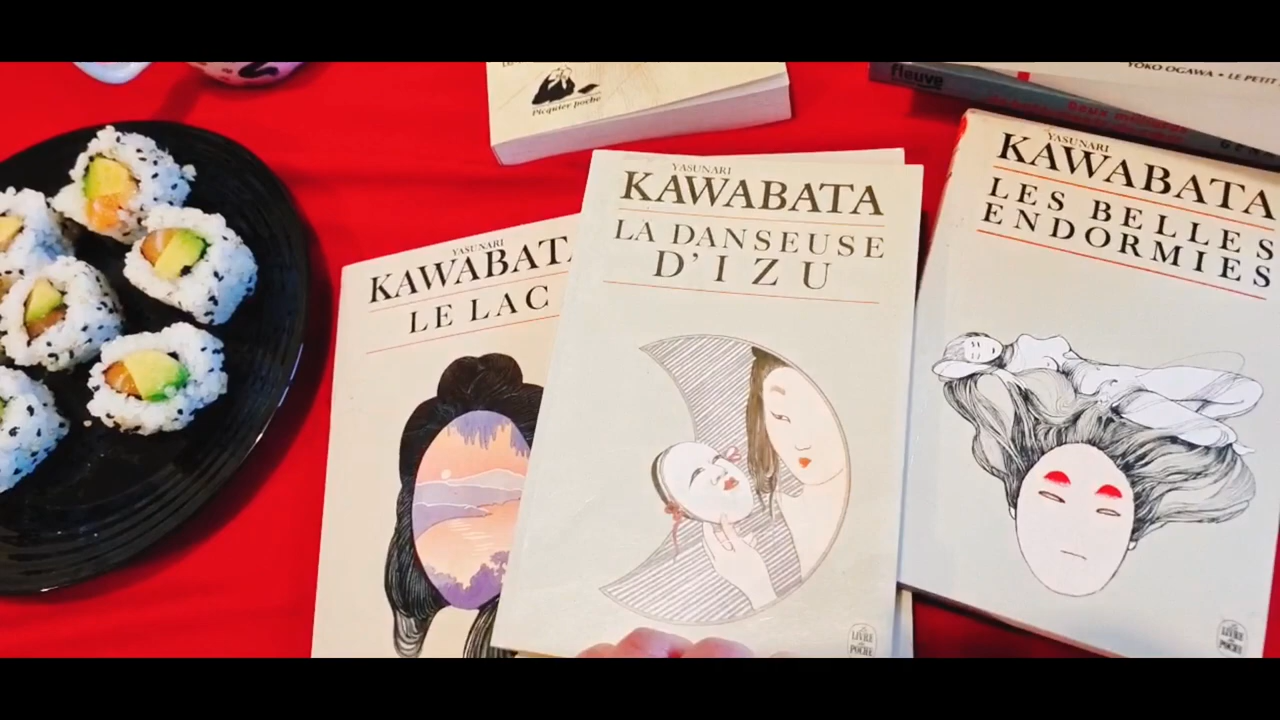 Picquier poche
fleuve
YOKO OGAWA • LE PETIT
YASUNARI
KAWABATA
LE LAC
YASUNARI
KAWABATA
LA DANSEUSE
D'IZU
LE LIVRE
DE POCHE
YASUNARI
KAWABATA
LES BELLES
ENDORMIES
LE LIVRE
DE POCHE